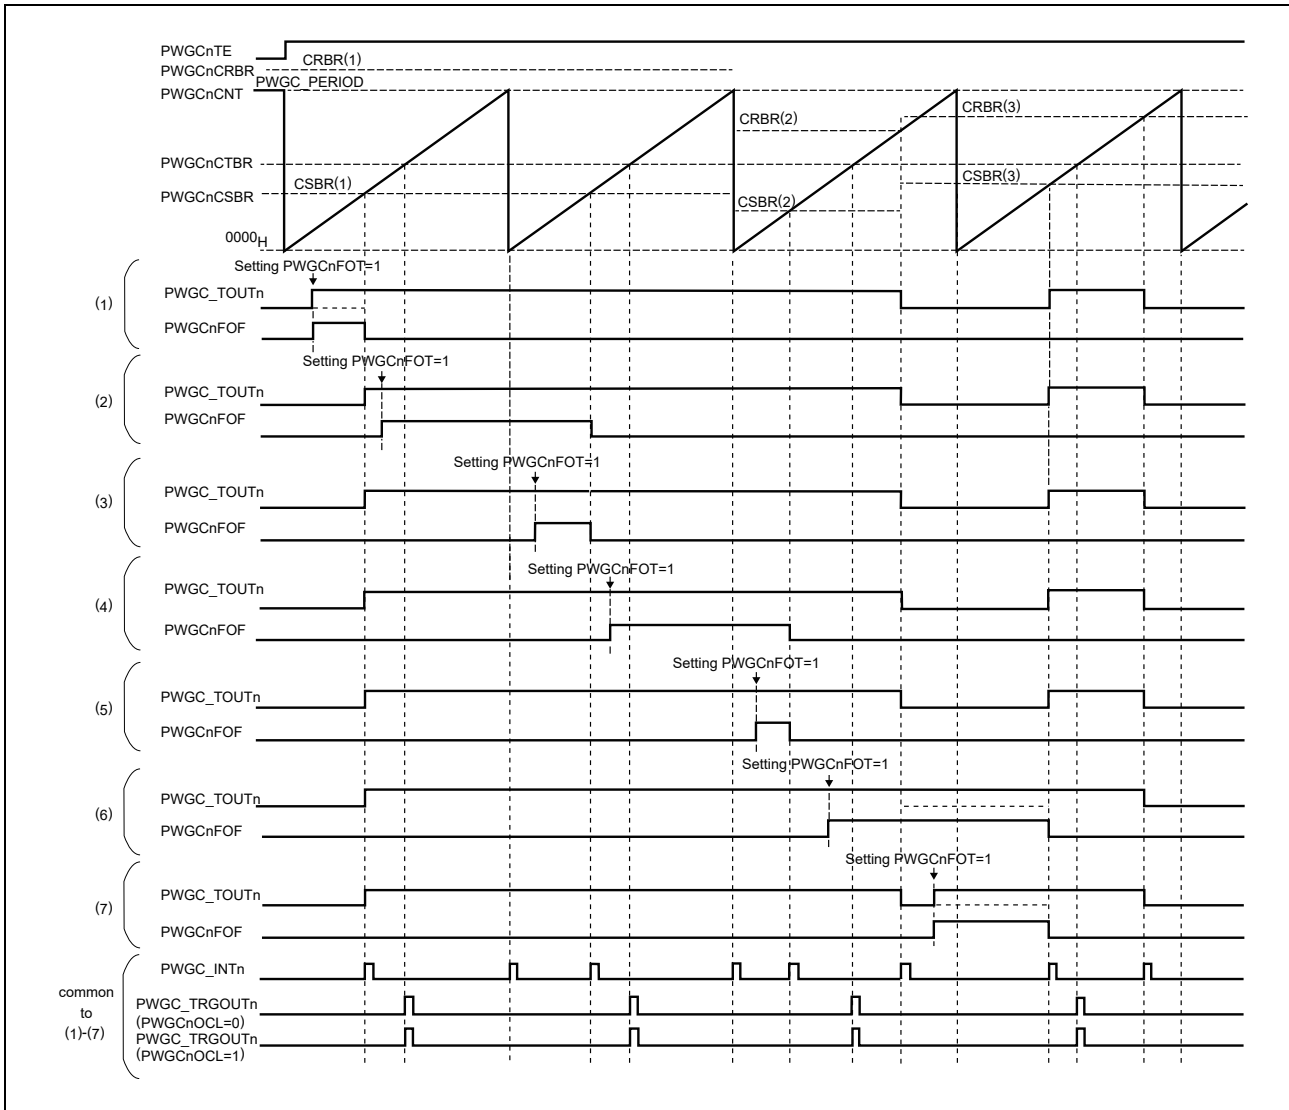 PWGCnTE
CRBR(1)
PWGCnCRBR
PWGC_PERIOD
PWGCnCNT
CRBR(2)
CRBR(3)
PWGCnCTBR
CSBR(1)
CSBR(3)
PWGCnCSBR
CSBR(2)
0000H
Setting PWGCnFOT=1
(1)
PWGC_TOUTn
PWGCnFOF
Setting PWGCnFOT=1
(2)
PWGC_TOUTn
PWGCnFOF
Setting PWGCnFOT=1
(3)
PWGC_TOUTn
PWGCnFOF
Setting PWGCnFOT=1
(4)
PWGC_TOUTn
PWGCnFOF
Setting PWGCnFOT=1
(5)
PWGC_TOUTn
PWGCnFOF
Setting PWGCnFOT=1
(6)
PWGC_TOUTn
PWGCnFOF
Setting PWGCnFOT=1
(7)
PWGC_TOUTn
PWGCnFOF
common
to
(1)-(7)
PWGC_INTn
PWGC_TRGOUTn
(PWGCnOCL=0)
PWGC_TRGOUTn
(PWGCnOCL=1)